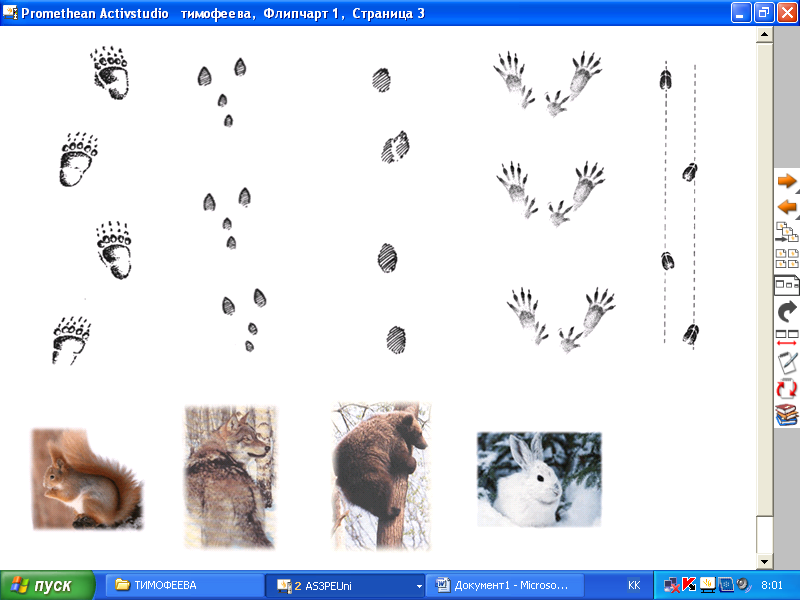 Promethean Activstudio тимофеева, Флипчарт 1, Страница 3
пуск
ТИМОФЕЕВА
2 AS3PEUni
Документ1 - Microso...
KK
8:01